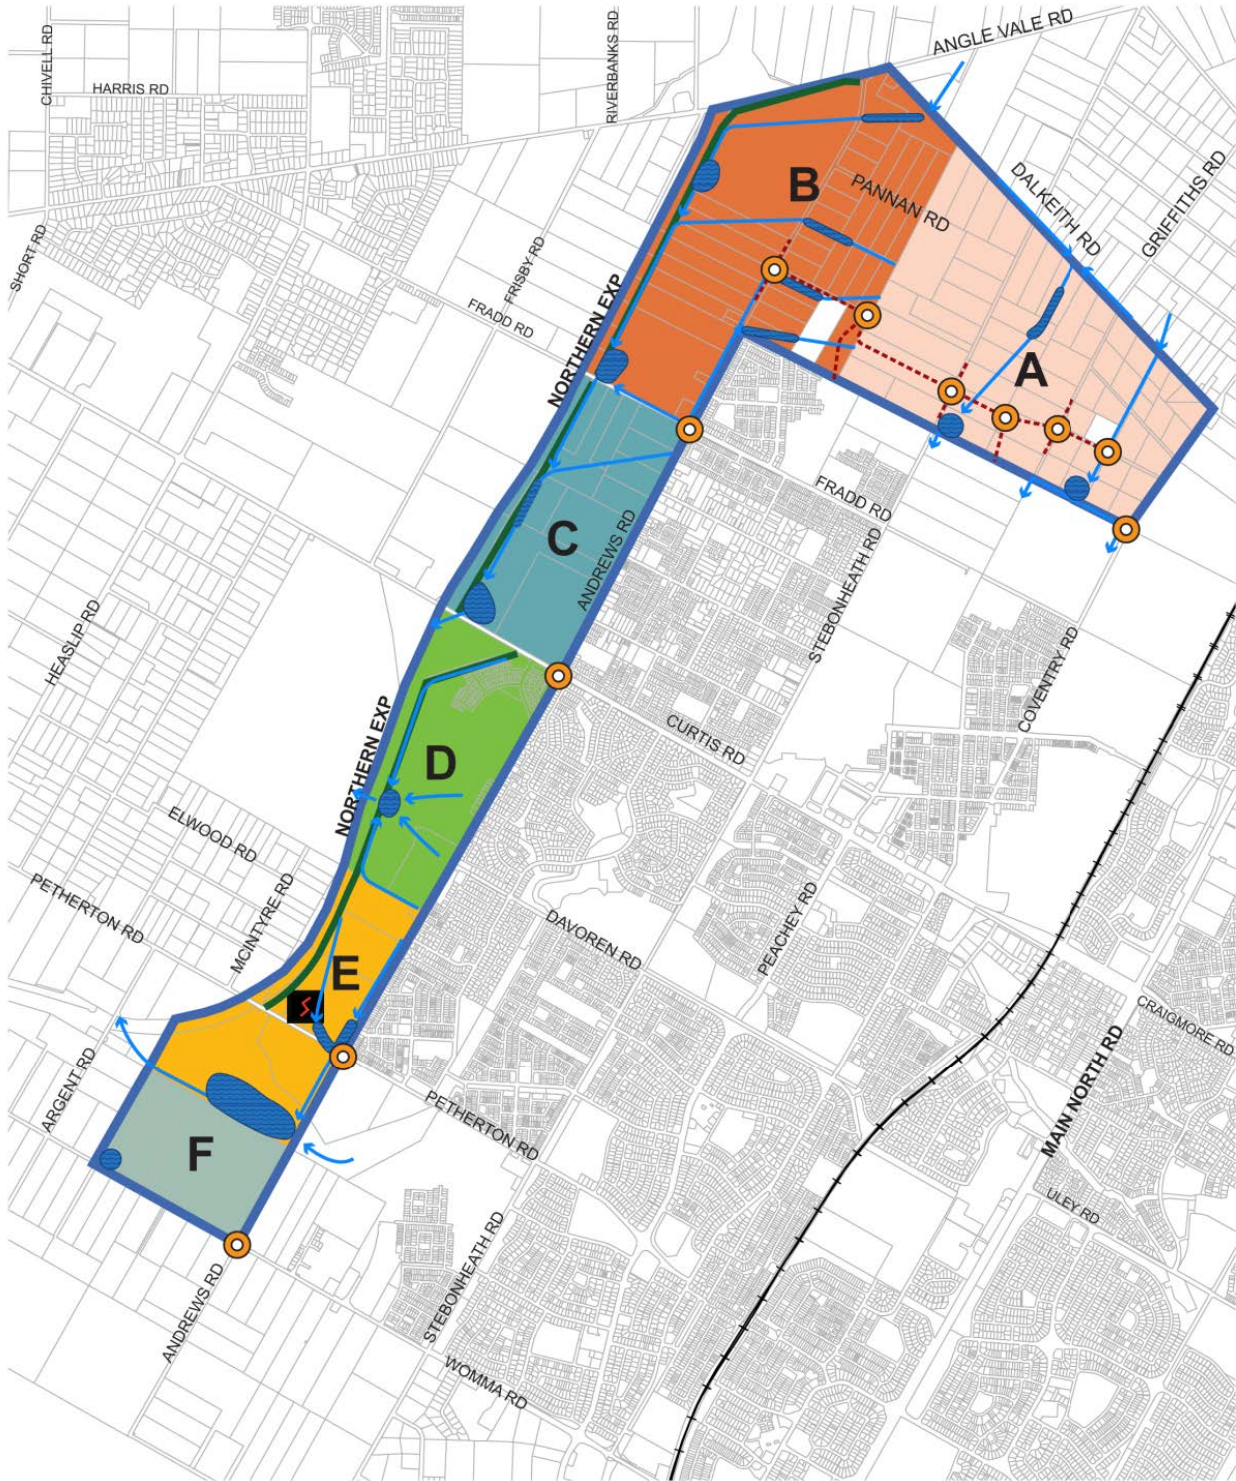 ANGLE VALE RD
CHIVELL RD
HARRIS RD
RIVERBANKS RD
B
PANNAN RD
DALKEITH RD
GRIFFITHS RD
SHORT RD
FRISBY RD
FRADD RD
NORTHERN EXP
A
FRADD RD
C
ANDREWS RD
STEBONHEATH RD
HEASLIP RD
COVENTRY RD
CURTIS RD
NORTHERN EXP
D
ELWOOD RD
PETHERTON RD
MCINTYRE RD
DAVOREN RD
PEACHEY RD
E
CRAIGMORE RD
MAIN NORTH RD
ARGENT RD
PETHERTON RD
F
ULEY RD
STEBONHEATH RD
ANDREWS RD
WOMMA RD